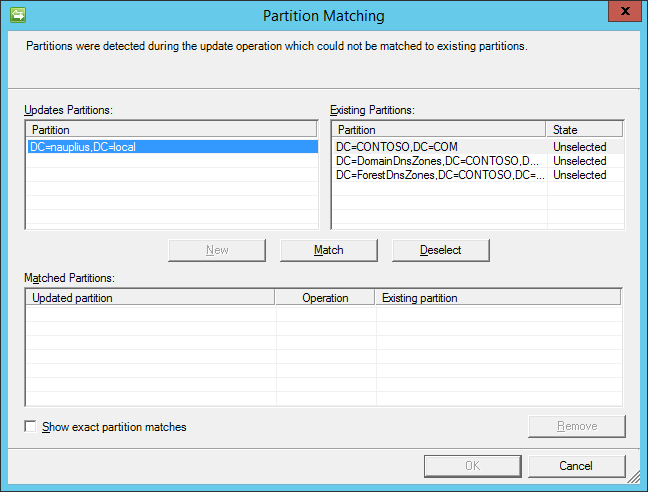 Partition Matching
x
Partitions were detected during the update operation which could not be matched to existing partitions.
Updates Partitions:
Partition
DC=nauplius,DC=local
Existing Partitions:
Partition State
DC=CONTOSO,DC=COM Unselected
DC=DomainDnsZones,DC=CONTOSO,D... Unselected
DC=ForestDnsZones,DC=CONTOSO,DC=... Unselected
New Match Deselect
Matched Partitions:
Updated partition Operation Existing partition
Show exact partition matches
Remove
OK Cancel